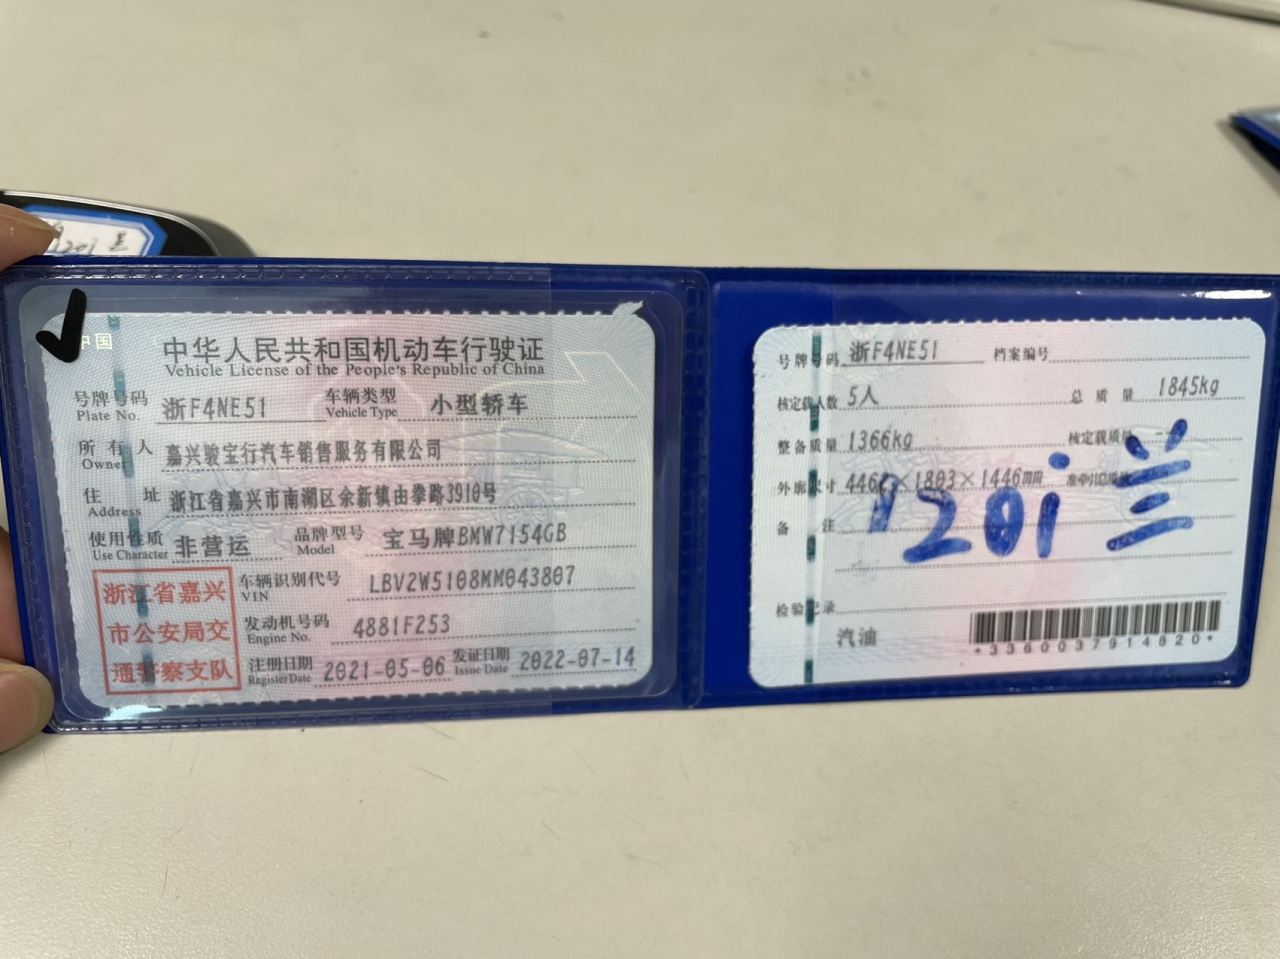 120i 兰
中国
中华人民共和国机动车行驶证
Vehicle License of the People's Republic of China
号牌号码 浙F4NE51 车辆类型 小型轿车
Plate No. Vehicle Type
所有人 嘉兴骏宝行汽车销售服务有限公司
Owner
住址 浙江省嘉兴市南湖区余新镇由拳路3910号
Address
使用性质 非营运 品牌型号 宝马牌BMW7154GB
Use Character Model
浙江省嘉兴
市公安局交
通警察支队
车辆识别代号 LBV2W5108MM043807
VIN
发动机号码 4881F253
Engine No.
注册日期 2021-05-06 发证日期 2022-07-14
Register Date Issue Date
号牌号码 浙F4NE51 档案编号
核定载人数 5人 总质量 1845kg
整备质量 1366kg 核定载质量 --
外廓尺寸 446 ×1803×1446mm
备注
120i 兰
检验记录
汽油
*3360037914820*